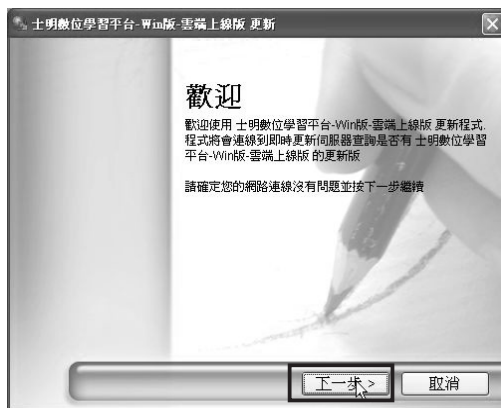 士明數位學習平台-Win版-雲端上線版 更新
歡迎
歡迎使用 士明數位學習平台-Win版-雲端上線版 更新程式.
程式將會連線到即時更新伺服器查詢是否有 士明數位學習
平台-Win版-雲端上線版 的更新版
請確定您的網路連線沒有問題並按下一步繼續
下一步 >
取消